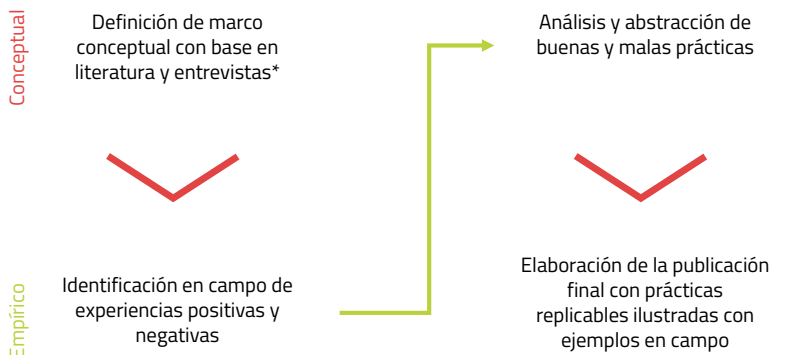 Conceptual
Definición de marco
conceptual con base en
literatura y entrevistas*
Análisis y abstracción de
buenas y malas prácticas
Empírico
Identificación en campo de
experiencias positivas y
negativas
Elaboración de la publicación
final con prácticas
replicables ilustradas con
ejemplos en campo